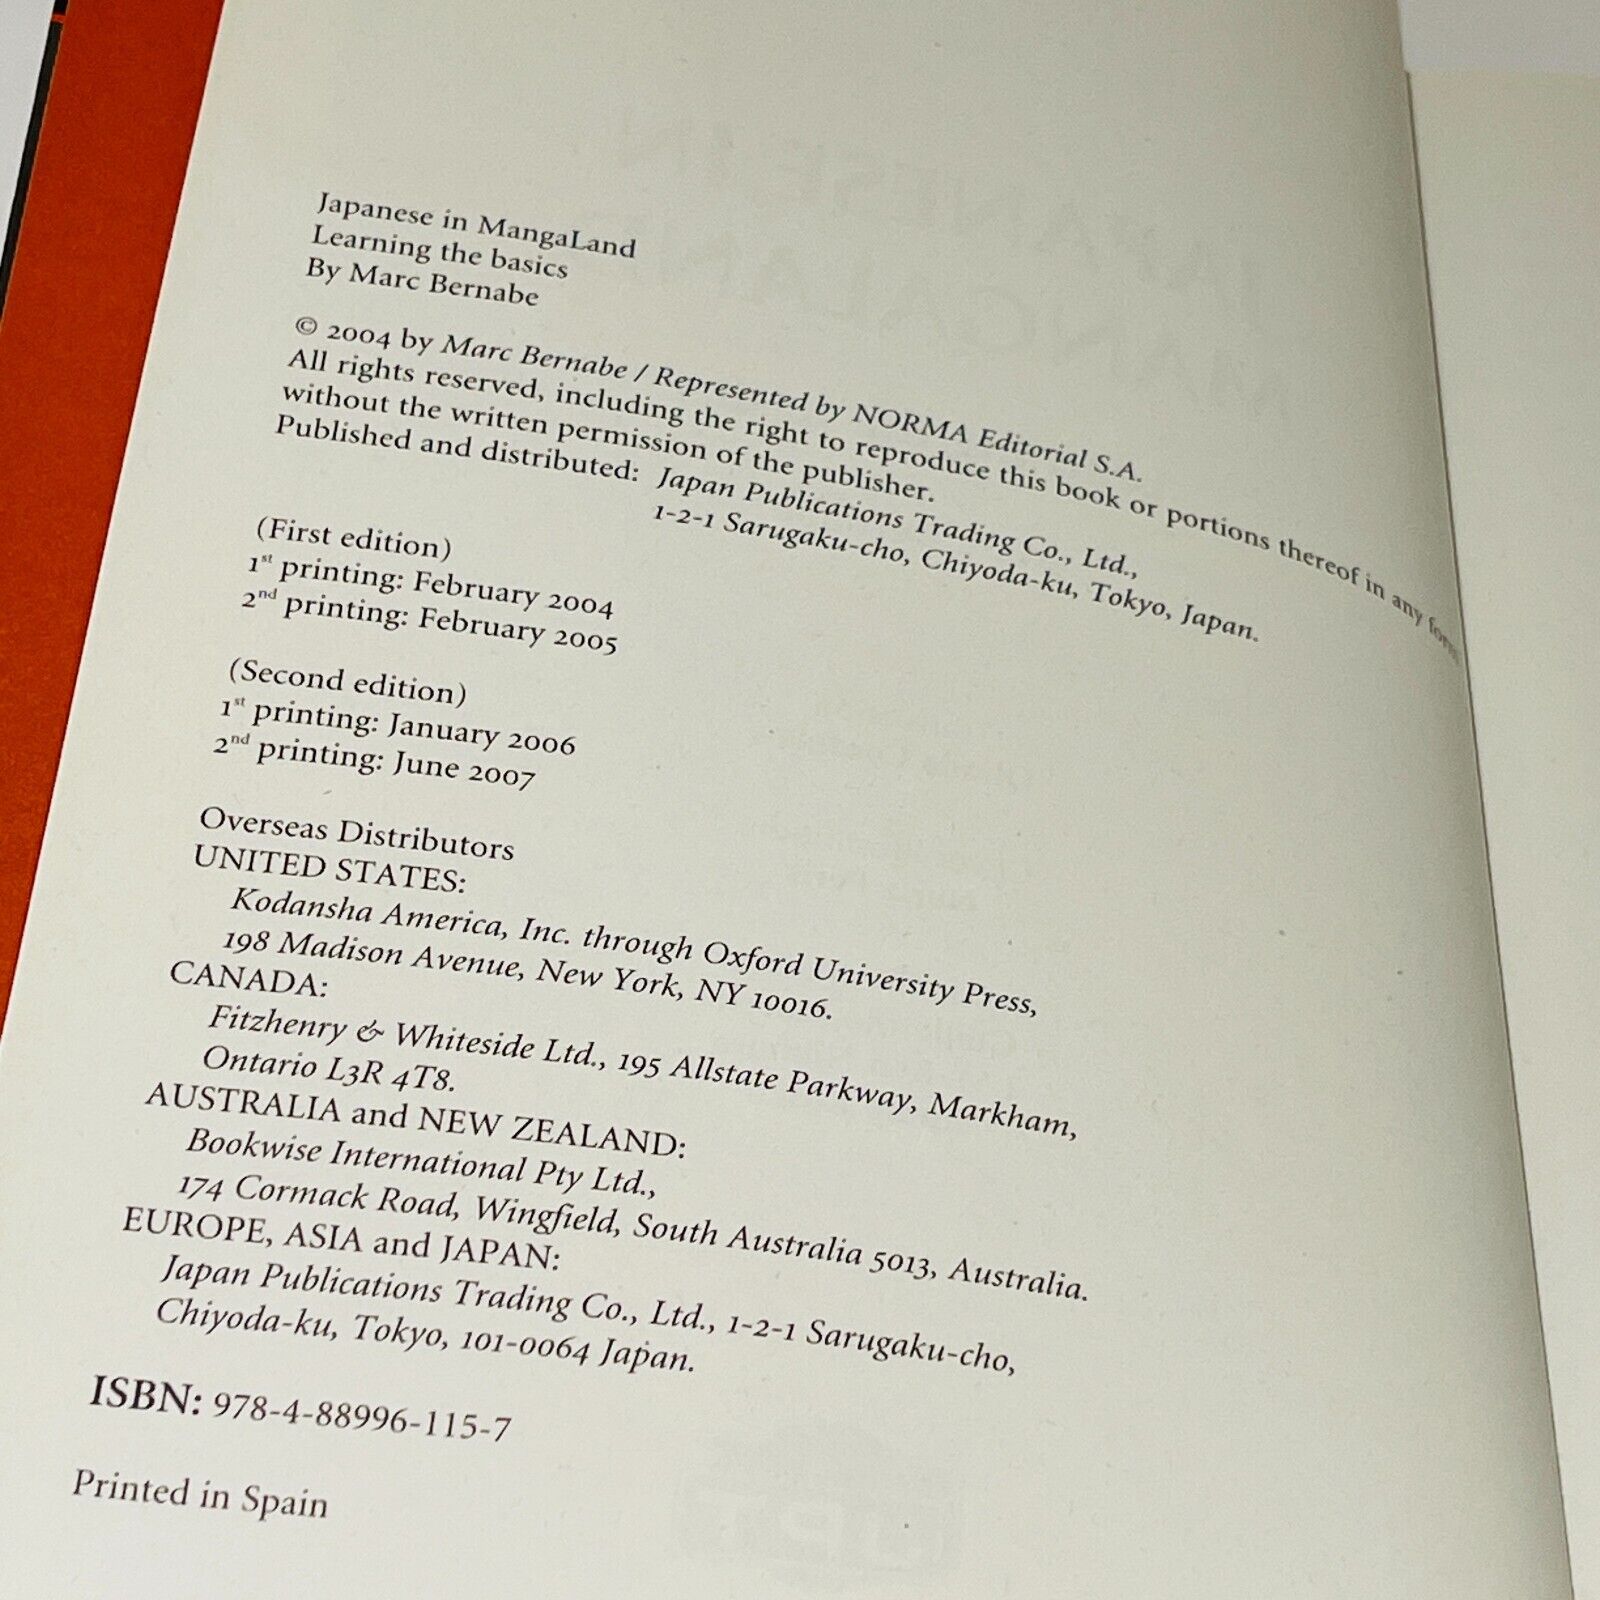 Japanese in MangaLand
Learning the basics
By Marc Bernabe
© 2004 by Marc Bernabe / Represented by NORMA Editorial S.A.
All rights reserved, including the right to reproduce this book or portions thereof in any form
without the written permission of the publisher.
Published and distributed: Japan Publications Trading Co., Ltd.,
1-2-1 Sarugaku-cho, Chiyoda-ku, Tokyo, Japan.
(First edition)
1st printing: February 2004
2nd printing: February 2005
(Second edition)
1st printing: January 2006
2nd printing: June 2007
Overseas Distributors
UNITED STATES:
Kodansha America, Inc. through Oxford University Press,
198 Madison Avenue, New York, NY 10016.
CANADA:
Fitzhenry & Whiteside Ltd., 195 Allstate Parkway, Markham,
Ontario L3R 4T8.
AUSTRALIA and NEW ZEALAND:
Bookwise International Pty Ltd.,
174 Cormack Road, Wingfield, South Australia 5013, Australia.
EUROPE, ASIA and JAPAN:
Japan Publications Trading Co., Ltd., 1-2-1 Sarugaku-cho,
Chiyoda-ku, Tokyo, 101-0064 Japan.
ISBN: 978-4-88996-115-7
Printed in Spain